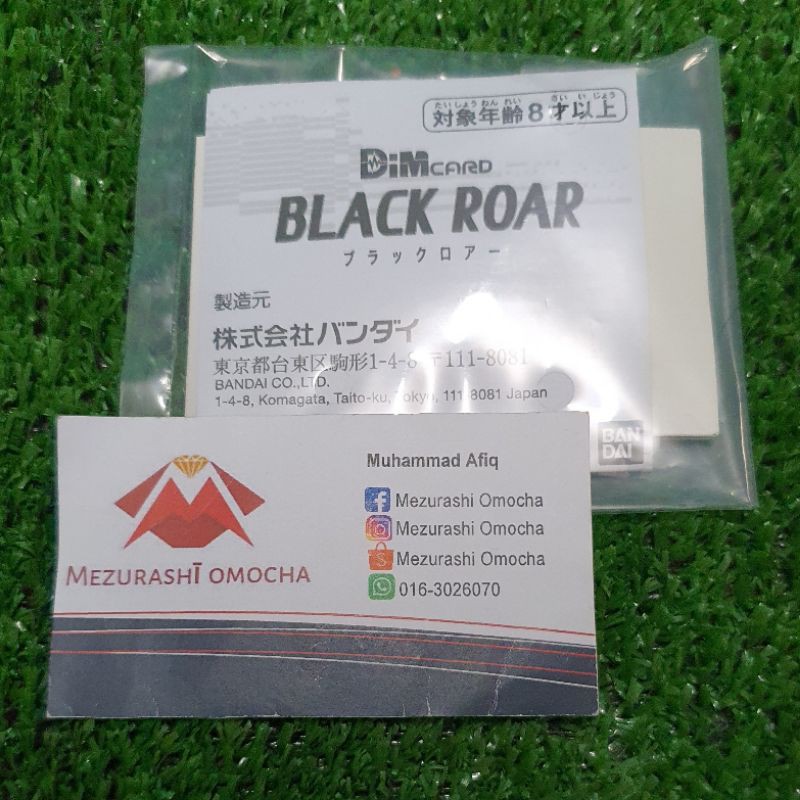 たいしょうねんれい さい いじょう
対象年齢8才以上
DiMCARD
BLACK ROAR
ブラックロアー
製造元
株式会社バンダイ
東京都台東区駒形1-4-8 〒111-8081
BANDAI CO.,LTD.
1-4-8, Komagata, Taito-ku, Tokyo, 111-8081 Japan
BAN
DAI
Muhammad Afiq
Mezurashi Omocha
Mezurashi Omocha
Mezurashi Omocha
016-3026070
MEZURASHĪ OMOCHA